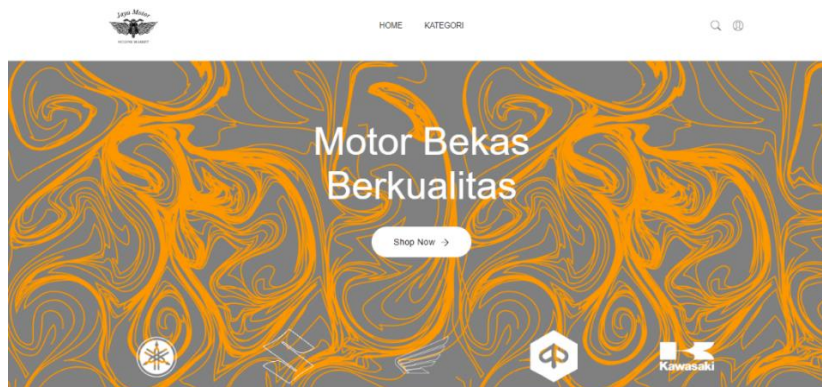 Jaya Motor
HOME KATEGORI
Motor Bekas
Berkualitas
Shop Now →
Kawasaki